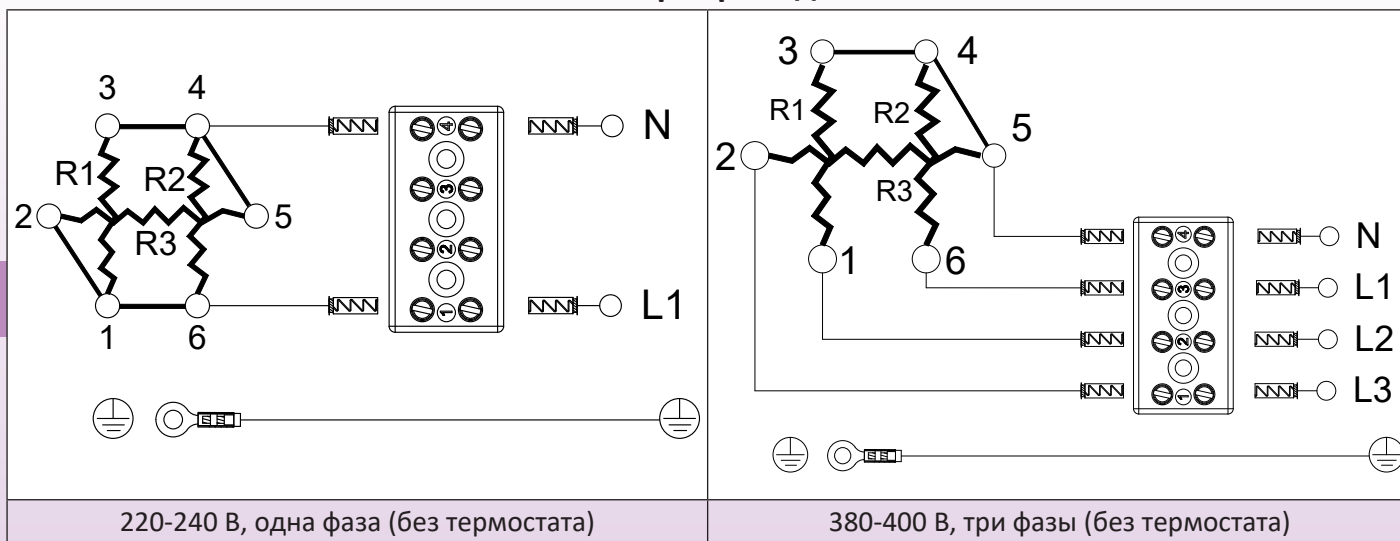 3 4
N
R1 R2
2 5
R3
L1
1 6
4
3
2
1
220-240 В, одна фаза (без термостата)
3 4
R1 R2
5
2
R3
1 6
N
L1
L2
L3
4
3
2
1
380-400 В, три фазы (без термостата)